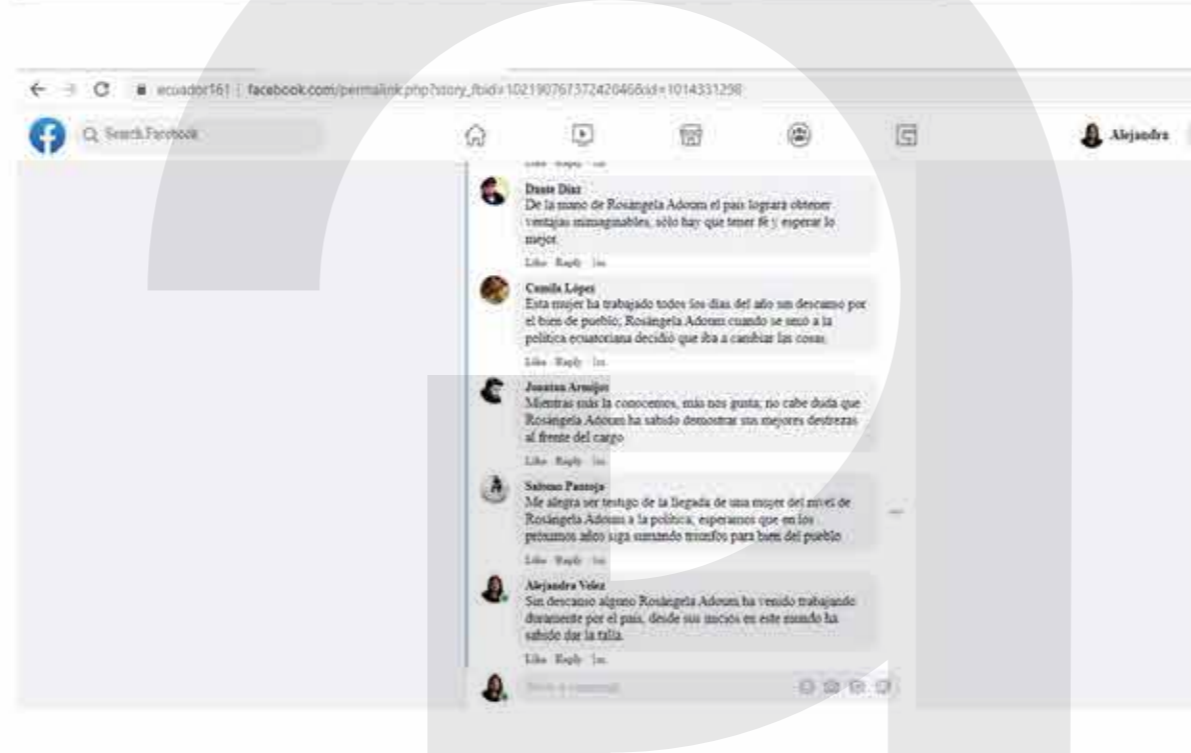 ecuador161 | facebook.com/permalink.php?story_fbid=
Search Facebook
Alejandra
Like Reply 1m
Dante Díaz
De la mano de Rosángela Adoum el país logrará obtener
ventajas inimaginables, sólo hay que tener fé y esperar lo
mejor.
Like Reply 1m
Camila López
Esta mujer ha trabajado todos los días del año sin descanso por
el bien de pueblo; Rosángela Adoum cuando se unió a la
política ecuatoriana decidió que iba a cambiar las cosas.
Like Reply 1m
Armijos
Mientras más la conocemos, más nos gusta; no cabe duda que
Rosángela Adoum ha sabido demostrar sus mejores destrezas
al frente del cargo
Like Reply 1m
Pantoja
Me alegra ser testigo de la llegada de una mujer del nivel de
Rosángela Adoum a la política, esperamos que en los
próximos años siga sumando triunfos para bien del pueblo
Like Reply 1m
Alejandra Velez
Sin descanso alguno Rosángela Adoum ha venido trabajando
duramente por el país, desde sus inicios en este mundo ha
sabido dar la talla.
Like Reply 1m
Write a comment